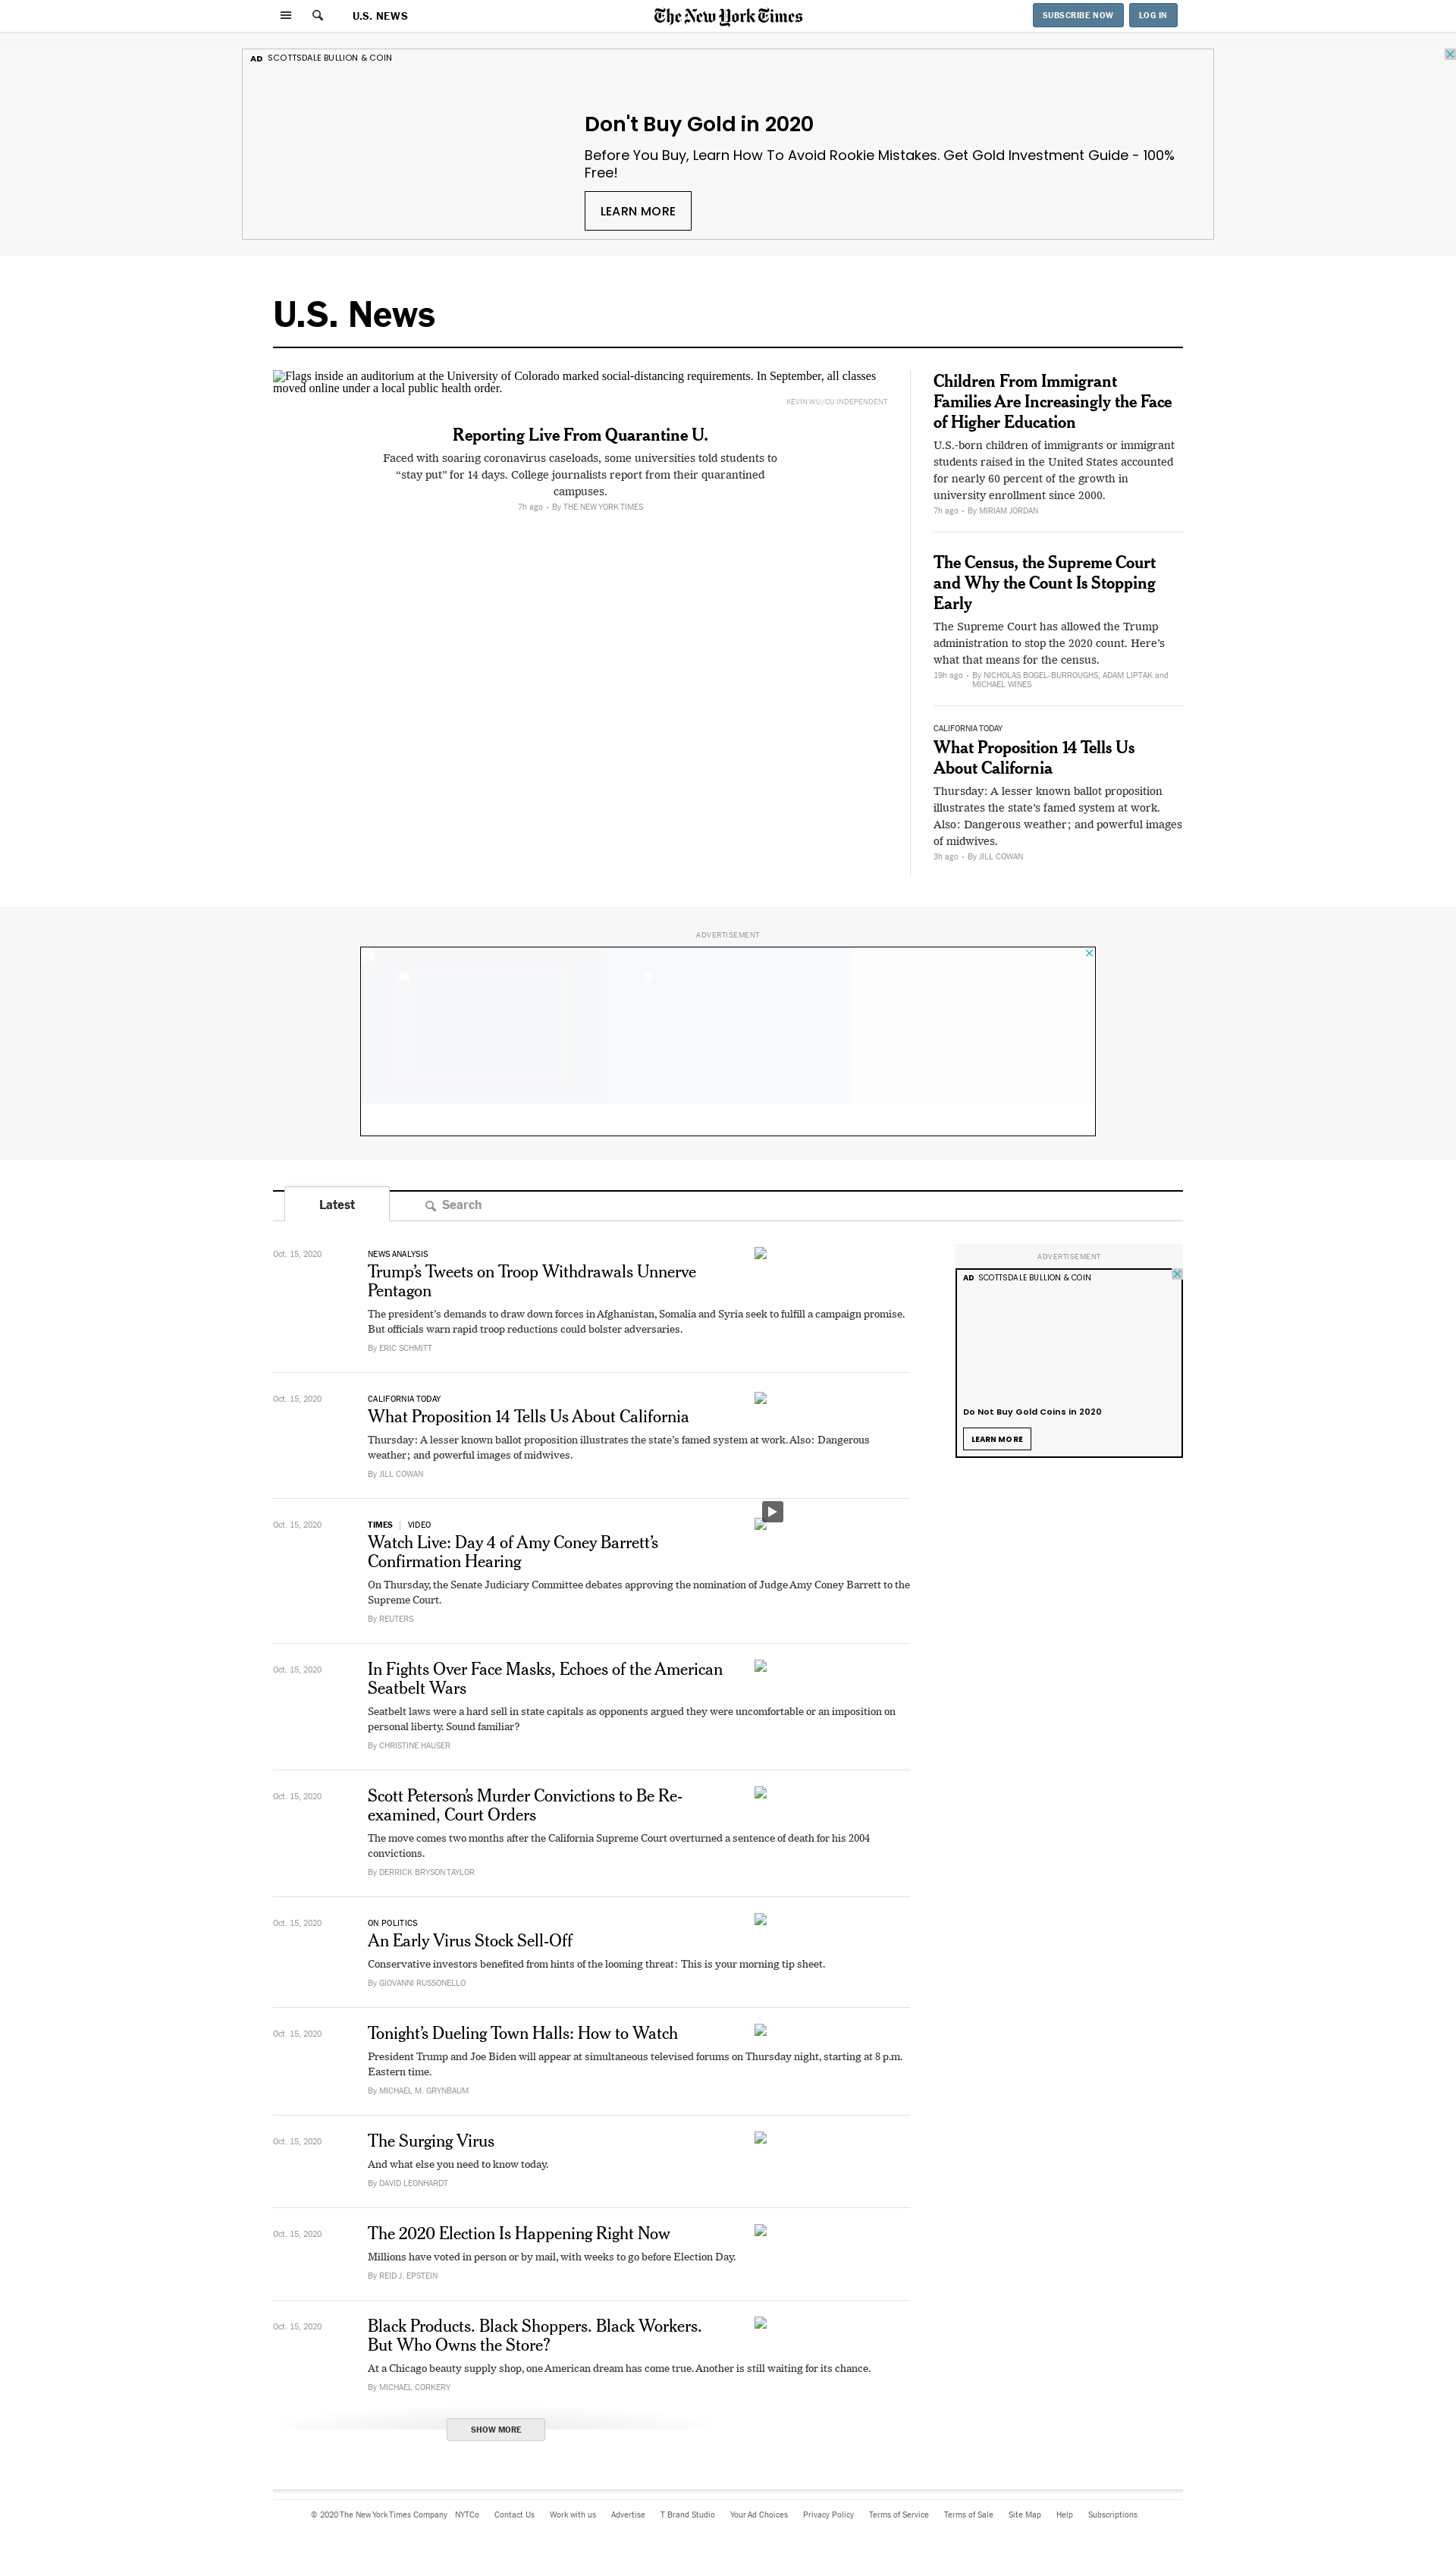 U.S. NEWS
The New York Times
SUBSCRIBE NOW
LOG IN
AD SCOTTSDALE BULLION & COIN
Don't Buy Gold in 2020
Before You Buy, Learn How To Avoid Rookie Mistakes. Get Gold Investment Guide - 100%
Free!
LEARN MORE
U.S. News
Flags inside an auditorium at the University of Colorado marked social-distancing requirements. In September, all classes
moved online under a local public health order.
KEVIN WU/CU INDEPENDENT
Reporting Live From Quarantine U.
Faced with soaring coronavirus caseloads, some universities told students to
“stay put” for 14 days. College journalists report from their quarantined
campuses.
7h ago • By THE NEW YORK TIMES
Children From Immigrant
Families Are Increasingly the Face
of Higher Education
U.S.-born children of immigrants or immigrant
students raised in the United States accounted
for nearly 60 percent of the growth in
university enrollment since 2000.
7h ago • By MIRIAM JORDAN
The Census, the Supreme Court
and Why the Count Is Stopping
Early
The Supreme Court has allowed the Trump
administration to stop the 2020 count. Here’s
what that means for the census.
19h ago • By NICHOLAS BOGEL-BURROUGHS, ADAM LIPTAK and
MICHAEL WINES
CALIFORNIA TODAY
What Proposition 14 Tells Us
About California
Thursday: A lesser known ballot proposition
illustrates the state’s famed system at work.
Also: Dangerous weather; and powerful images
of midwives.
3h ago • By JILL COWAN
ADVERTISEMENT
Latest
Search
Oct. 15, 2020
NEWS ANALYSIS
Trump’s Tweets on Troop Withdrawals Unnerve
Pentagon
The president’s demands to draw down forces in Afghanistan, Somalia and Syria seek to fulfill a campaign promise.
But officials warn rapid troop reductions could bolster adversaries.
By ERIC SCHMITT
ADVERTISEMENT
AD SCOTTSDALE BULLION & COIN
Do Not Buy Gold Coins in 2020
LEARN MORE
Oct. 15, 2020
CALIFORNIA TODAY
What Proposition 14 Tells Us About California
Thursday: A lesser known ballot proposition illustrates the state’s famed system at work. Also: Dangerous
weather; and powerful images of midwives.
By JILL COWAN
Oct. 15, 2020
TIMES | VIDEO
Watch Live: Day 4 of Amy Coney Barrett’s
Confirmation Hearing
On Thursday, the Senate Judiciary Committee debates approving the nomination of Judge Amy Coney Barrett to the
Supreme Court.
By REUTERS
Oct. 15, 2020
In Fights Over Face Masks, Echoes of the American
Seatbelt Wars
Seatbelt laws were a hard sell in state capitals as opponents argued they were uncomfortable or an imposition on
personal liberty. Sound familiar?
By CHRISTINE HAUSER
Oct. 15, 2020
Scott Peterson’s Murder Convictions to Be Re-
examined, Court Orders
The move comes two months after the California Supreme Court overturned a sentence of death for his 2004
convictions.
By DERRICK BRYSON TAYLOR
Oct. 15, 2020
ON POLITICS
An Early Virus Stock Sell-Off
Conservative investors benefited from hints of the looming threat: This is your morning tip sheet.
By GIOVANNI RUSSONELLO
Oct. 15, 2020
Tonight’s Dueling Town Halls: How to Watch
President Trump and Joe Biden will appear at simultaneous televised forums on Thursday night, starting at 8 p.m.
Eastern time.
By MICHAEL M. GRYNBAUM
Oct. 15, 2020
The Surging Virus
And what else you need to know today.
By DAVID LEONHARDT
Oct. 15, 2020
The 2020 Election Is Happening Right Now
Millions have voted in person or by mail, with weeks to go before Election Day.
By REID J. EPSTEIN
Oct. 15, 2020
Black Products. Black Shoppers. Black Workers.
But Who Owns the Store?
At a Chicago beauty supply shop, one American dream has come true. Another is still waiting for its chance.
By MICHAEL CORKERY
SHOW MORE
© 2020 The New York Times Company NYTCo Contact Us Work with us Advertise T Brand Studio Your Ad Choices Privacy Policy Terms of Service Terms of Sale Site Map Help Subscriptions